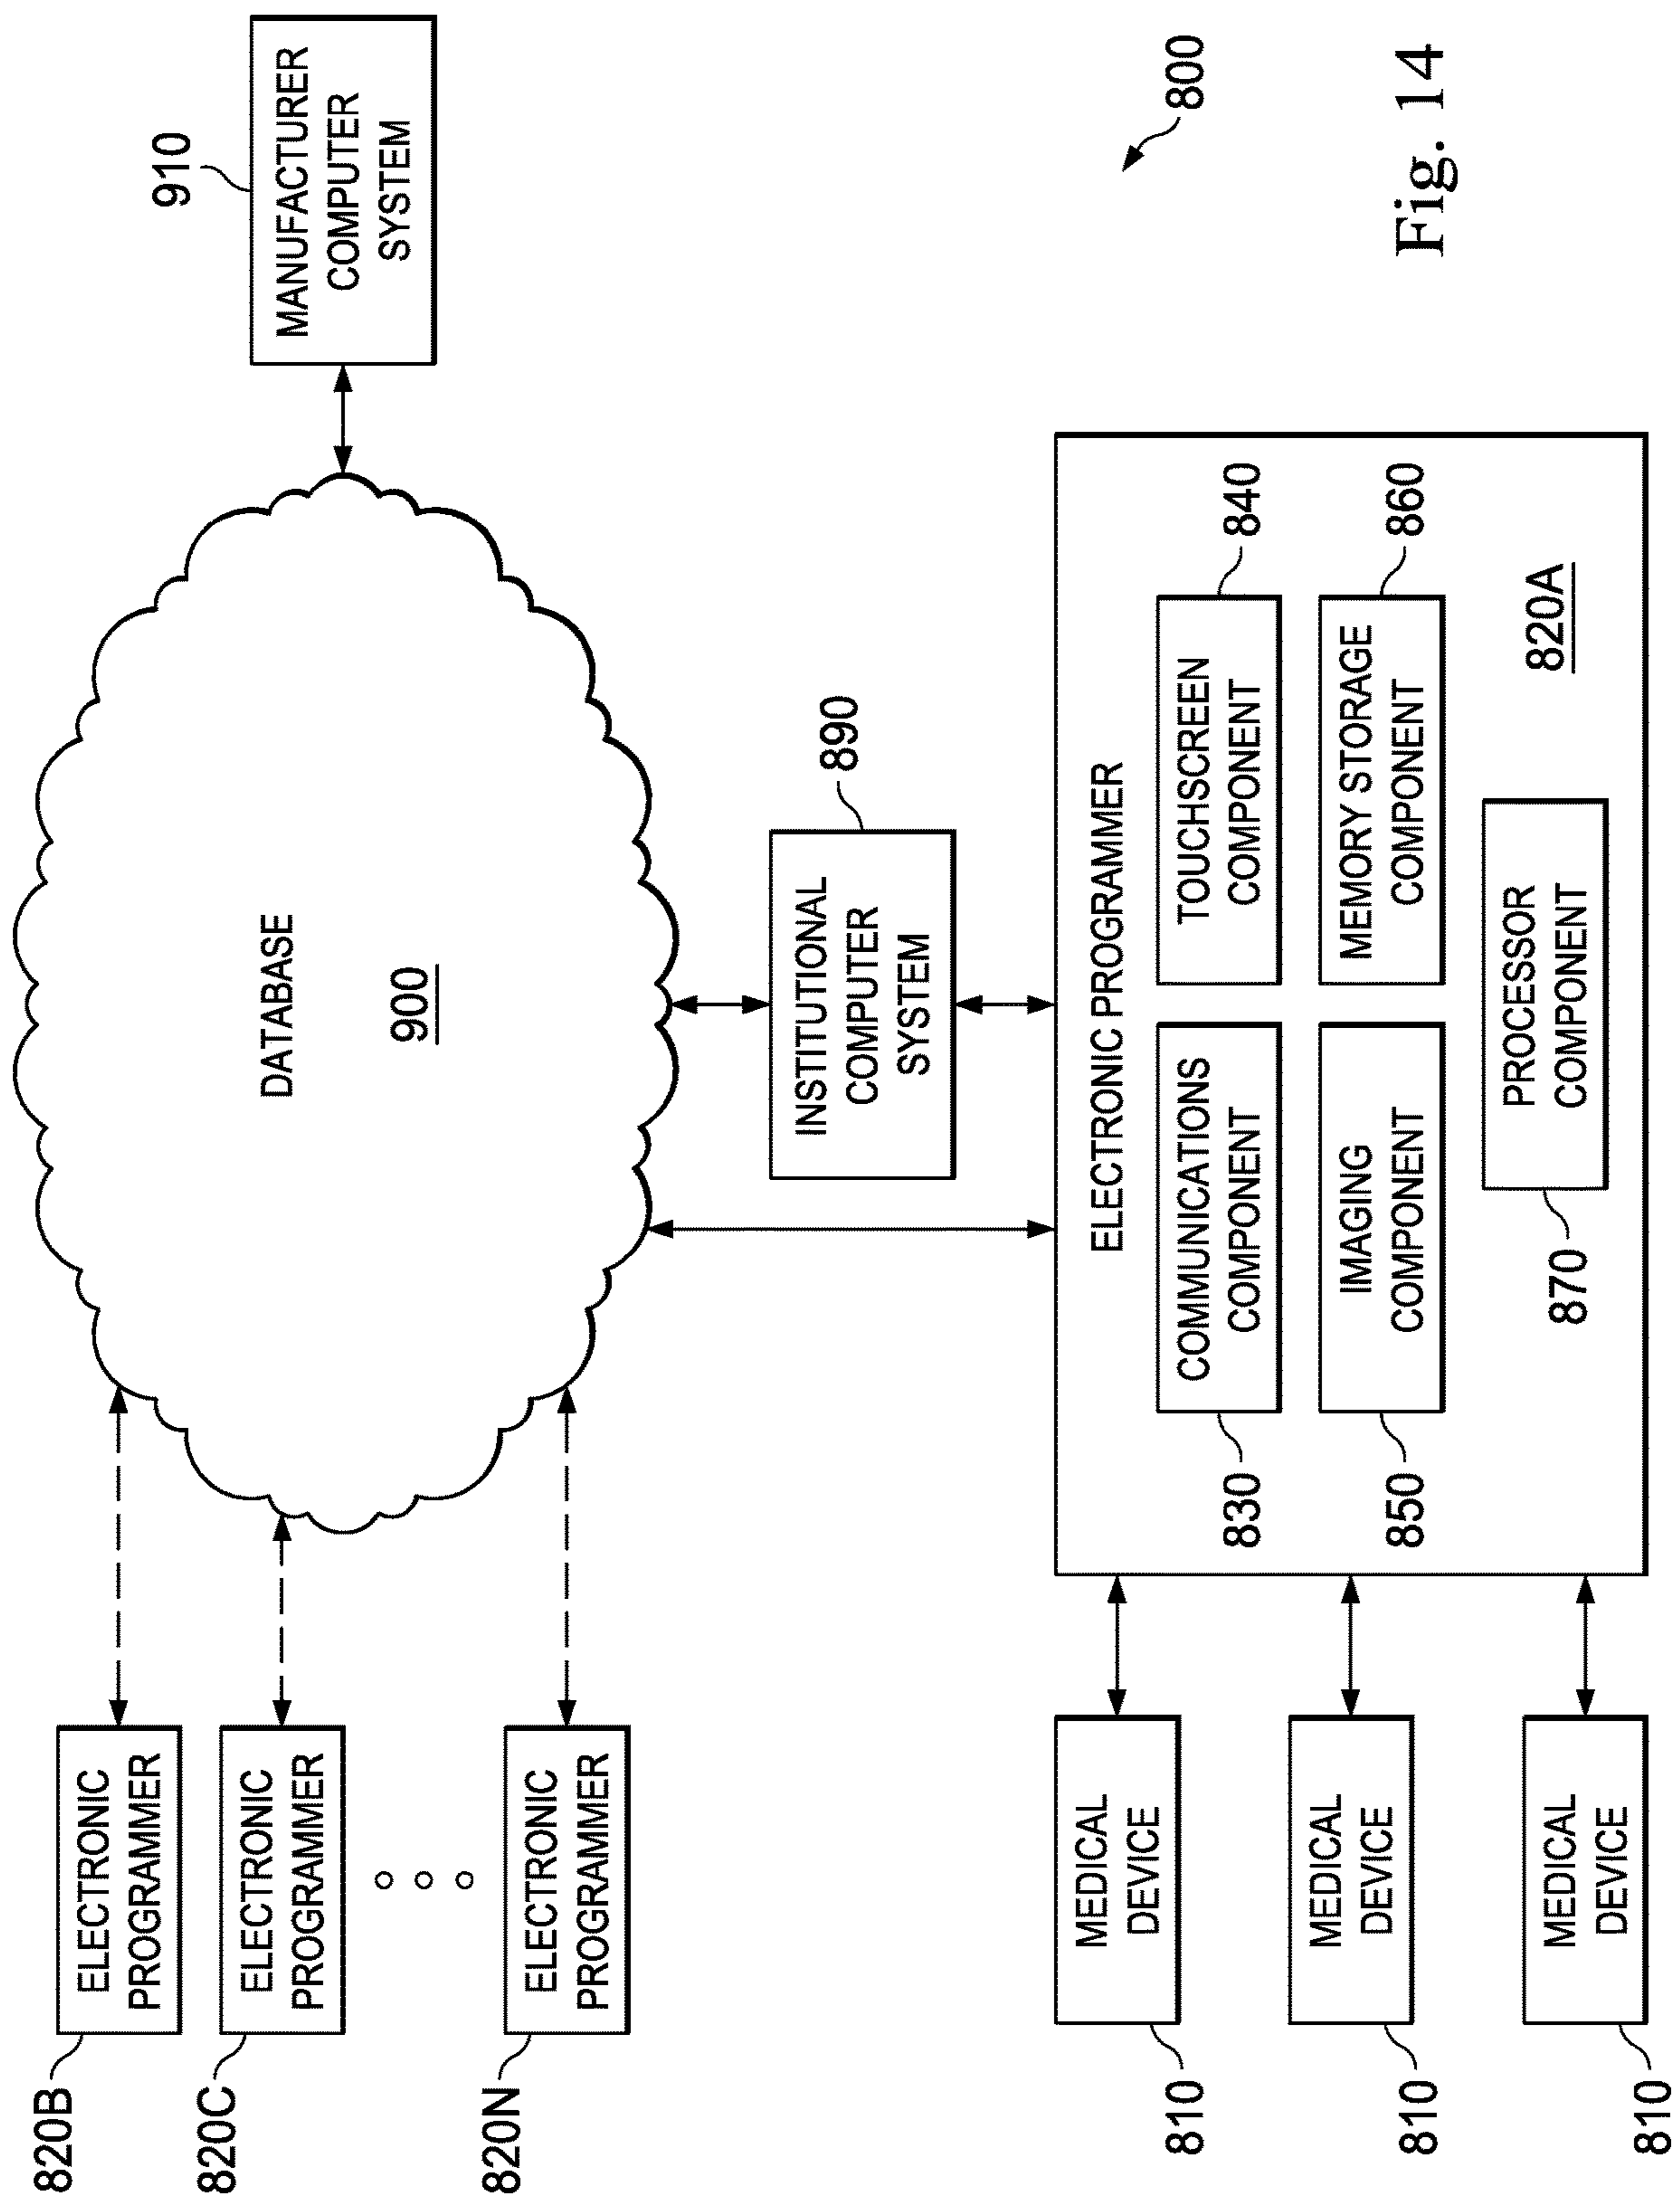 820B
ELECTRONIC
PROGRAMMER
820C
ELECTRONIC
PROGRAMMER
820N
ELECTRONIC
PROGRAMMER
DATABASE
900
910
MANUFACTURER
COMPUTER
SYSTEM
INSTITUTIONAL
COMPUTER
SYSTEM
890
810
MEDICAL
DEVICE
810
MEDICAL
DEVICE
810
MEDICAL
DEVICE
ELECTRONIC PROGRAMMER
830
COMMUNICATIONS
COMPONENT
TOUCHSCREEN
COMPONENT
840
850
IMAGING
COMPONENT
MEMORY STORAGE
COMPONENT
860
870
PROCESSOR
COMPONENT
820A
800
Fig. 14